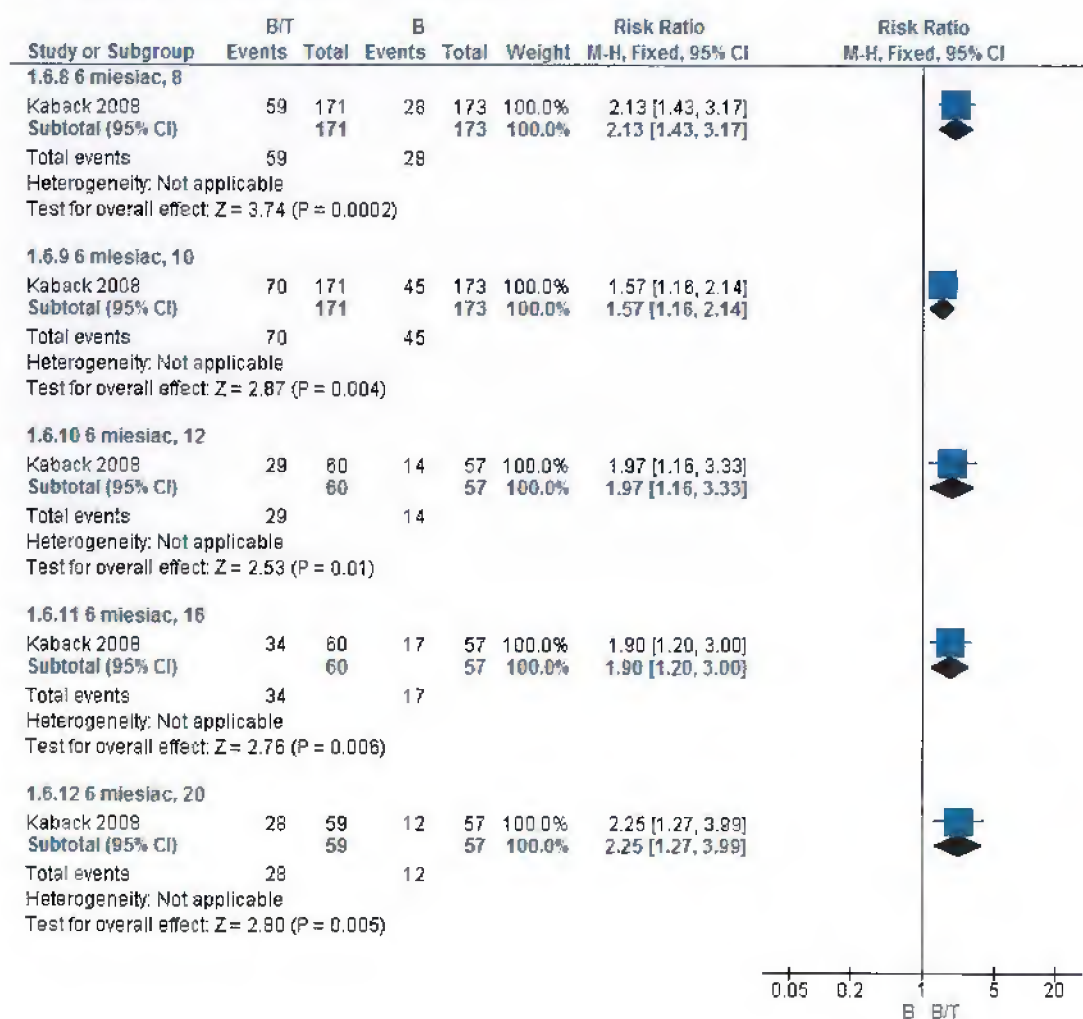 B/T B Risk Ratio Risk Ratio
Study or Subgroup Events Total Events Total Weight M-H, Fixed, 95% CI M-H, Fixed, 95% CI
1.6.8 6 miesiac, 8
Kaback 2008 59 171 28 173 100.0% 2.13 [1.43, 3.17]
Subtotal (95% CI) 171 173 100.0% 2.13 [1.43, 3.17]
Total events 59 28
Heterogeneity: Not applicable
Test for overall effect: Z = 3.74 (P = 0.0002)
1.6.9 6 miesiac, 10
Kaback 2008 70 171 45 173 100.0% 1.57 [1.16, 2.14]
Subtotal (95% CI) 171 173 100.0% 1.57 [1.16, 2.14]
Total events 70 45
Heterogeneity: Not applicable
Test for overall effect: Z = 2.87 (P = 0.004)
1.6.10 6 miesiac, 12
Kaback 2008 29 60 14 57 100.0% 1.97 [1.16, 3.33]
Subtotal (95% CI) 60 57 100.0% 1.97 [1.16, 3.33]
Total events 29 14
Heterogeneity: Not applicable
Test for overall effect: Z = 2.53 (P = 0.01)
1.6.11 6 miesiac, 16
Kaback 2008 34 60 17 57 100.0% 1.90 [1.20, 3.00]
Subtotal (95% CI) 60 57 100.0% 1.90 [1.20, 3.00]
Total events 34 17
Heterogeneity: Not applicable
Test for overall effect: Z = 2.76 (P = 0.006)
1.6.12 6 miesiac, 20
Kaback 2008 28 59 12 57 100.0% 2.25 [1.27, 3.99]
Subtotal (95% CI) 59 57 100.0% 2.25 [1.27, 3.99]
Total events 28 12
Heterogeneity: Not applicable
Test for overall effect: Z = 2.80 (P = 0.005)
0.05 0.2 1 5 20
B B/T